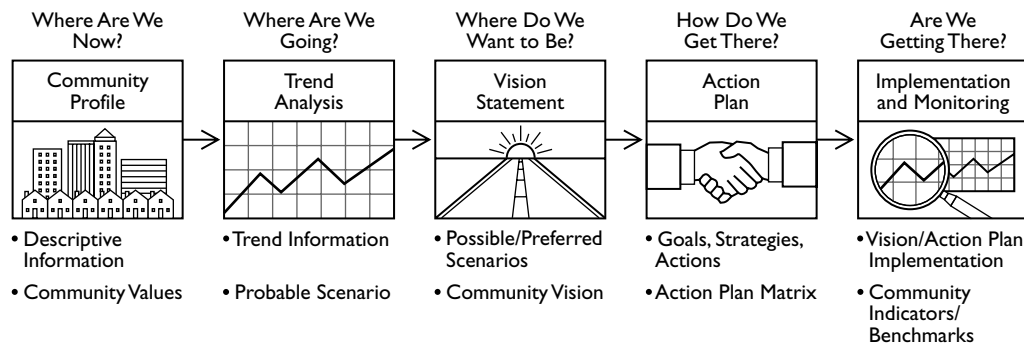 Where Are We
Now?
Community
Profile
• Descriptive
Information
• Community Values
Where Are We
Going?
Trend
Analysis
• Trend Information
• Probable Scenario
Where Do We
Want to Be?
Vision
Statement
• Possible/Preferred
Scenarios
• Community Vision
How Do We
Get There?
Action
Plan
• Goals, Strategies,
Actions
• Action Plan Matrix
Are We
Getting There?
Implementation
and Monitoring
• Vision/Action Plan
Implementation
• Community
Indicators/
Benchmarks